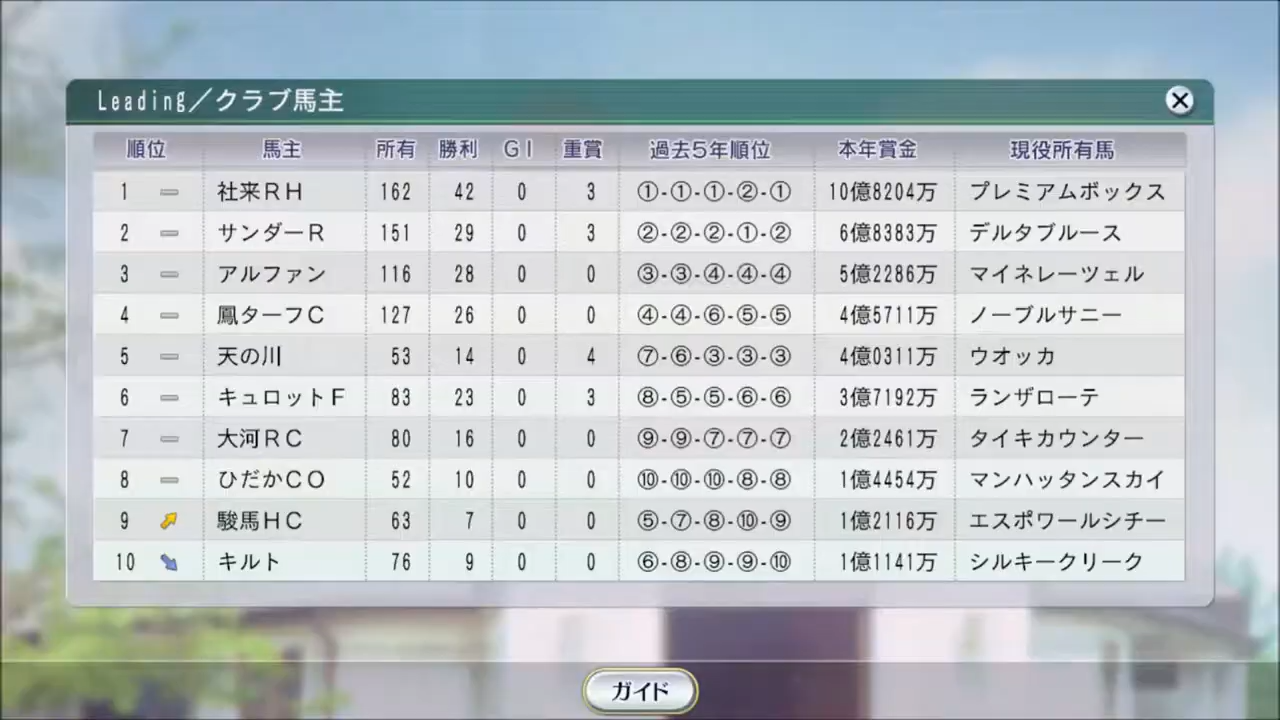 Leading／クラブ馬主
順位 馬主 所有 勝利 GⅠ 重賞 過去5年順位 本年賞金 現役所有馬
1 社来RH 162 42 0 3 ①-①-①-②-① 10億8204万 プレミアムボックス
2 サンダーR 151 29 0 3 ②-②-②-①-② 6億8383万 デルタブルース
3 アルファン 116 28 0 0 ③-③-④-④-④ 5億2286万 マイネレーツェル
4 鳳ターフC 127 26 0 0 ④-④-⑥-⑤-⑤ 4億5711万 ノーブルサニー
5 天の川 53 14 0 4 ⑦-⑥-③-③-③ 4億0311万 ウオッカ
6 キュロットF 83 23 0 3 ⑧-⑤-⑤-⑥-⑥ 3億7192万 ランザローテ
7 大河RC 80 16 0 0 ⑨-⑨-⑦-⑦-⑦ 2億2461万 タイキカウンター
8 ひだかCO 52 10 0 0 ⑩-⑩-⑩-⑧-⑧ 1億4454万 マンハッタンスカイ
9 駿馬HC 63 7 0 0 ⑤-⑦-⑧-⑩-⑨ 1億2116万 エスポワールシチー
10 キルト 76 9 0 0 ⑥-⑧-⑨-⑨-⑩ 1億1141万 シルキークリーク
ガイド